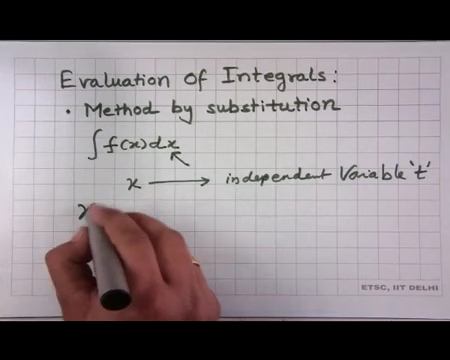 Evaluation of Integrals:
• Method by substitution
∫f(x)dx
x ⟶ independent Variable 't'
x
ETSC, IIT DELHI